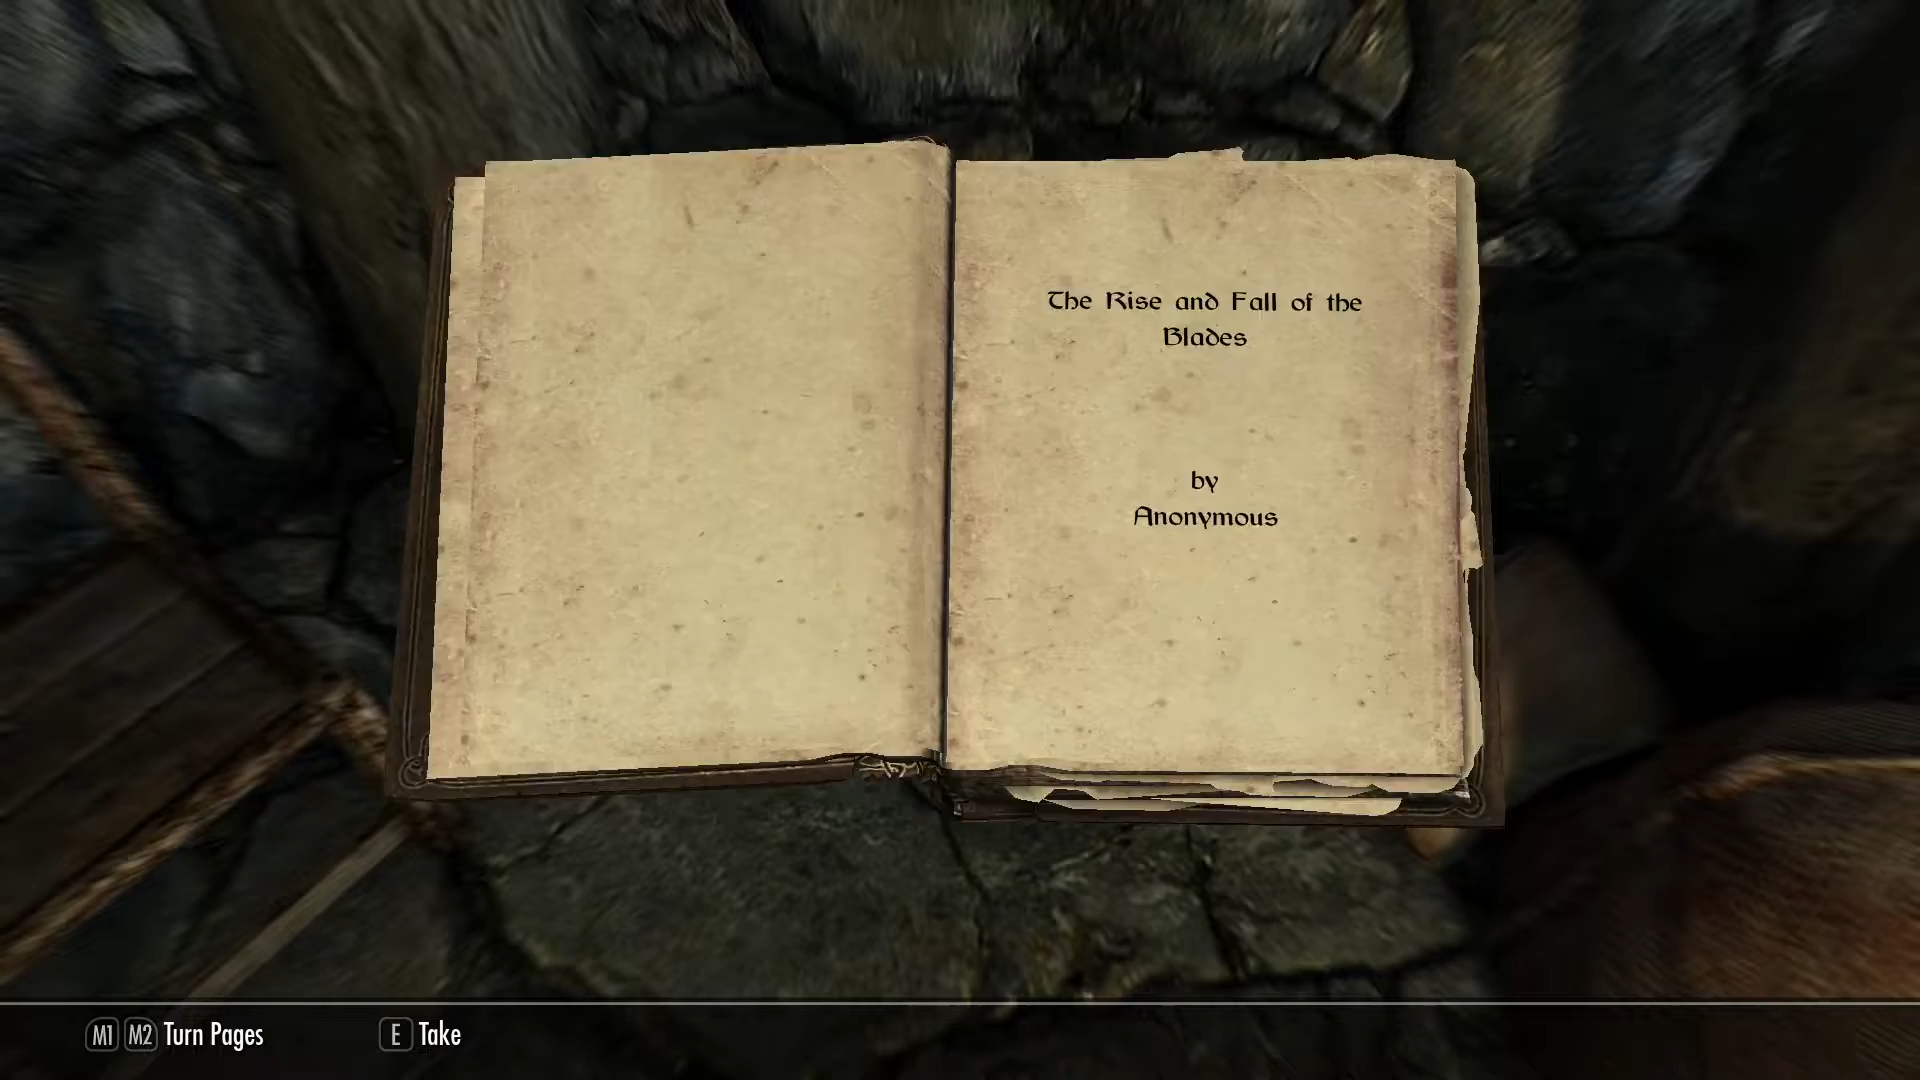 The Rise and Fall of the
Blades
by
Anonymous
M1 M2 Turn Pages
E Take